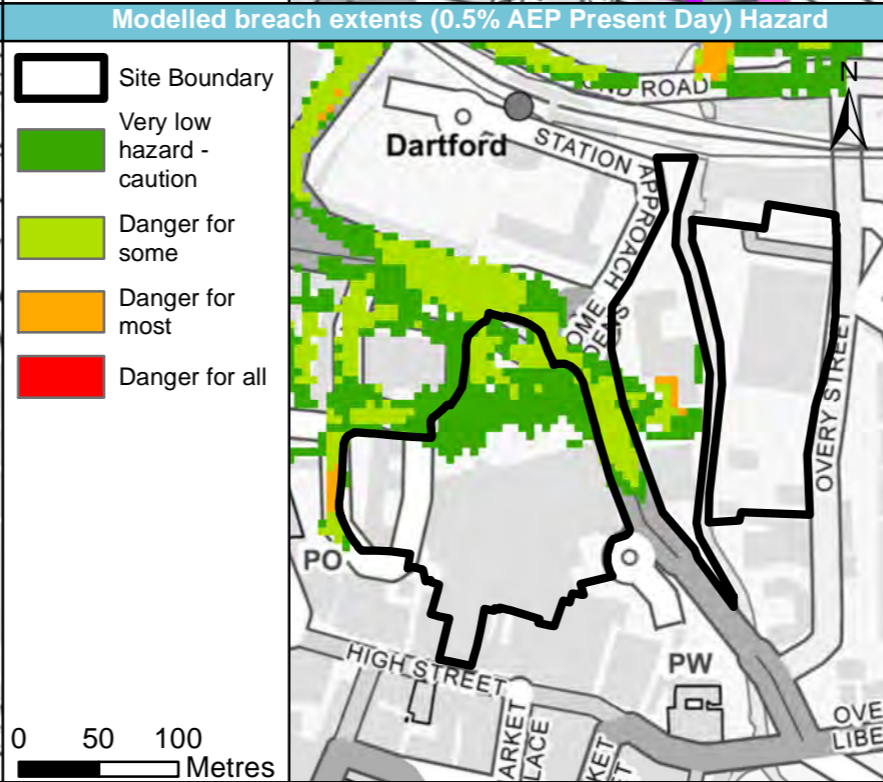 Modelled breach extents (0.5% AEP Present Day) Hazard
Site Boundary
Very low
hazard -
caution
Danger for
some
Danger for
most
Danger for all
0 50 100
Metres
ROAD
N
Dartford
STATION APPROACH
OVERY STREET
PO
HIGH STREET
PW